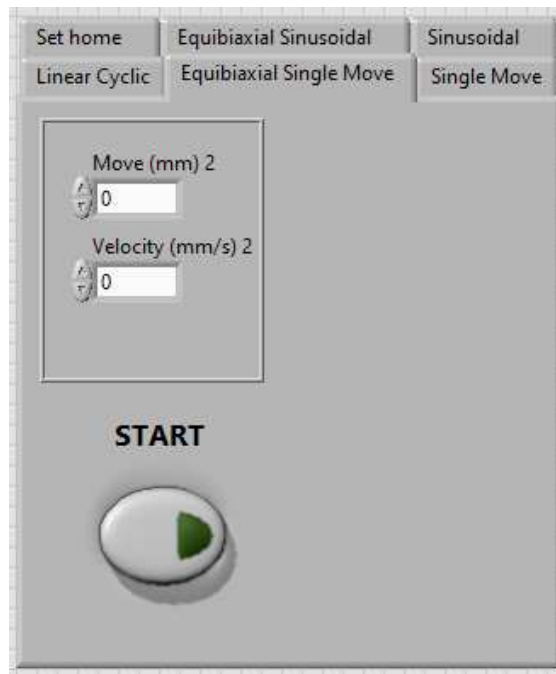 Set home Equibiaxial Sinusoidal Sinusoidal
Linear Cyclic Equibiaxial Single Move Single Move
Move (mm) 2
0
Velocity (mm/s) 2
0
START